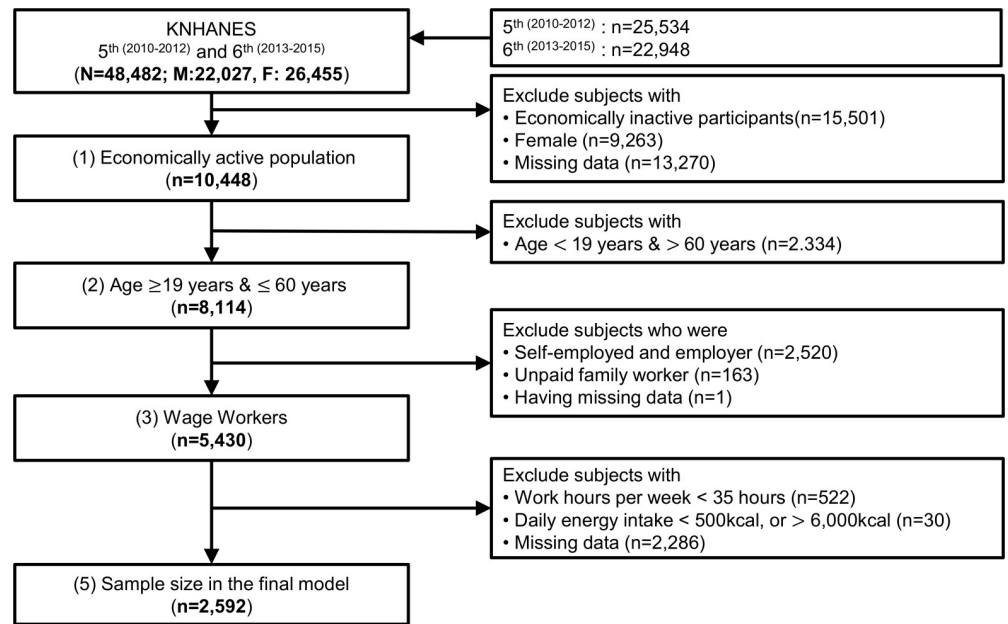 KNHANES
5th (2010-2012) and 6th (2013-2015)
(N=48,482; M:22,027, F: 26,455)
5th (2010-2012) : n=25,534
6th (2013-2015) : n=22,948
Exclude subjects with
• Economically inactive participants(n=15,501)
• Female (n=9,263)
• Missing data (n=13,270)
(1) Economically active population
(n=10,448)
Exclude subjects with
• Age < 19 years & > 60 years (n=2.334)
(2) Age ≥19 years & ≤ 60 years
(n=8,114)
Exclude subjects who were
• Self-employed and employer (n=2,520)
• Unpaid family worker (n=163)
• Having missing data (n=1)
(3) Wage Workers
(n=5,430)
Exclude subjects with
• Work hours per week < 35 hours (n=522)
• Daily energy intake < 500kcal, or > 6,000kcal (n=30)
• Missing data (n=2,286)
(5) Sample size in the final model
(n=2,592)